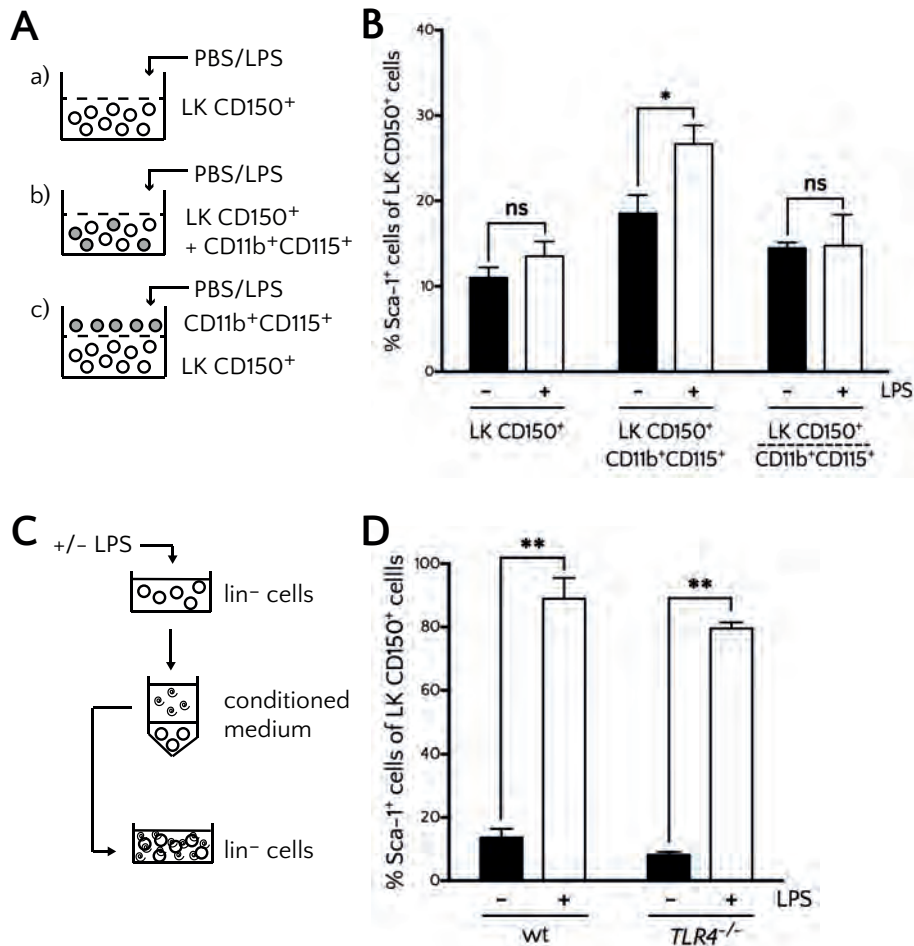 A
a)
PBS/LPS
LK CD150⁺
b)
PBS/LPS
LK CD150⁺
+ CD11b⁺CD115⁺
c)
PBS/LPS
CD11b⁺CD115⁺
LK CD150⁺
B
% Sca-1⁺ cells of LK CD150⁺ cells
40
30
20
10
0
ns
*
ns
- + - + - + LPS
LK CD150⁺
LK CD150⁺
CD11b⁺CD115⁺
LK CD150⁺
CD11b⁺CD115⁺
C
+/- LPS
lin⁻ cells
conditioned
medium
lin⁻ cells
D
% Sca-1⁺ cells of LK CD150⁺ cellls
100
80
60
40
20
0
**
**
- + - + LPS
wt
TLR4⁻/⁻